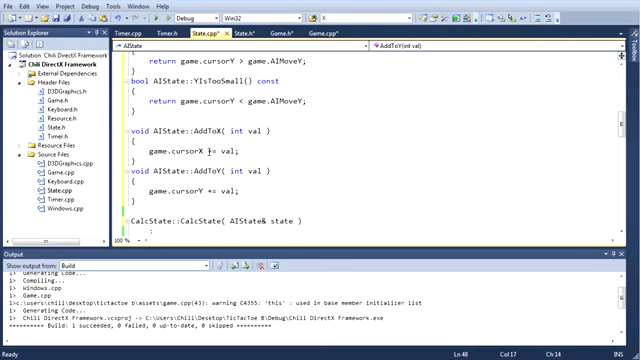 File Edit View Project Build Debug Team Data Tools Test Window Help
Debug Win32 X
Solution Explorer
Timer.cpp Timer.h State.cpp* State.h* Game.h* Game.cpp*
AIState AddToY(int val)
Toolbox
Solution 'Chili DirectX Framework'
Chili DirectX Framework
External Dependencies
Header Files
D3DGraphics.h
Game.h
Keyboard.h
Resource.h
State.h
Timer.h
Source Files
D3DGraphics.cpp
Game.cpp
Keyboard.cpp
State.cpp
Timer.cpp
Windows.cpp
{
return game.cursorY > game.AIMoveY;
}
bool AIState::YIsTooSmall() const
{
return game.cursorY < game.AIMoveY;
}
void AIState::AddToX( int val )
{
game.cursorX += val;
}
void AIState::AddToY( int val )
{
game.cursorY += val;
}
CalcState::CalcState( AIState& state )
:
100 %
Output
Show output from: Build
1> Generating Code...
1> Compiling...
1> Windows.cpp
1> Game.cpp
1>c:\users\chili\desktop\tictactoe b\assets\game.cpp(43): warning C4355: 'this' : used in base member initializer list
1> Generating Code...
1> Chili DirectX Framework.vcxproj -> C:\Users\Chili\Desktop\TicTacToe B\Debug\Chili DirectX Framework.exe
========== Build: 1 succeeded, 0 failed, 0 up-to-date, 0 skipped ==========
Ready Ln 48 Col 17 Ch 17 INS